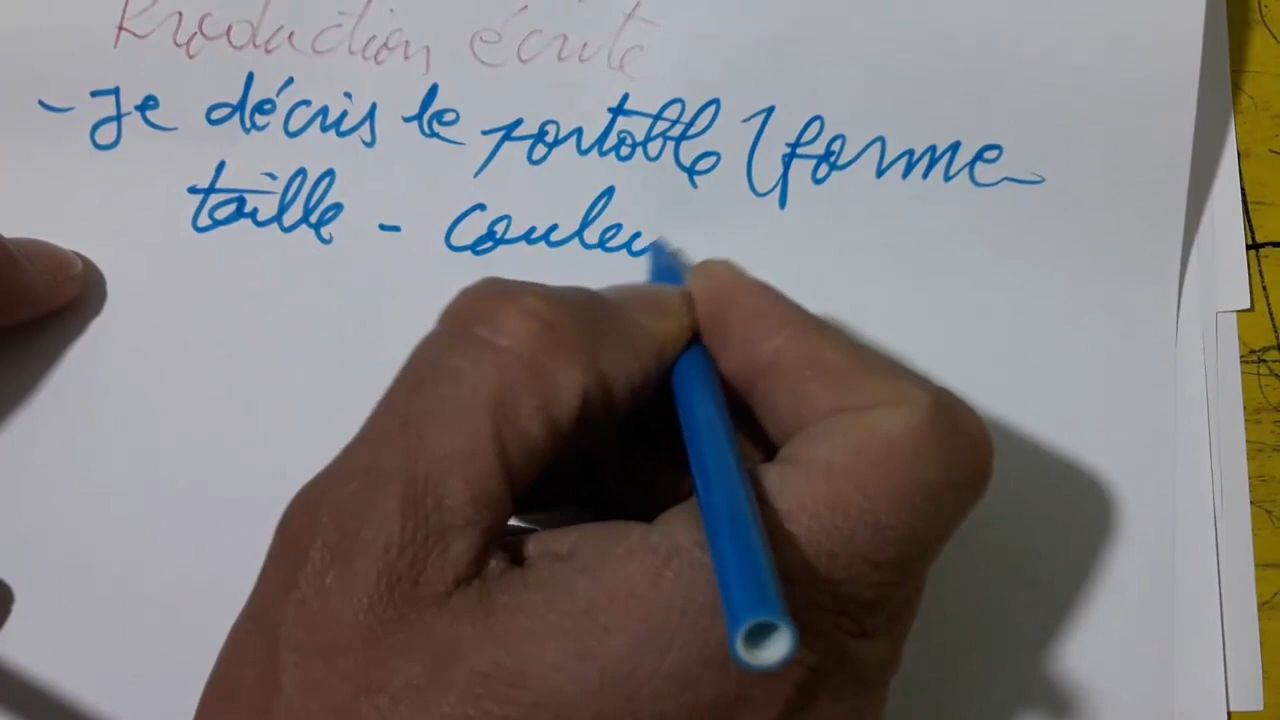 Production écrite
- Je décris le portable (forme
taille - couleu